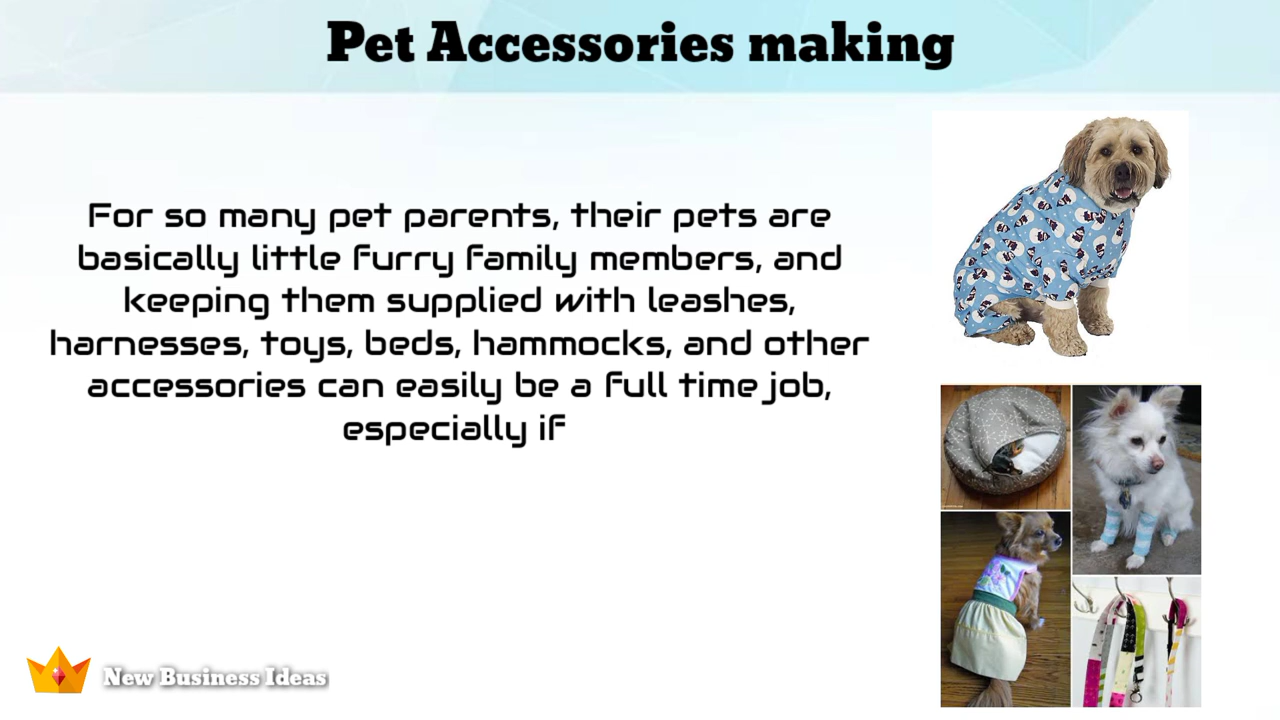 Pet Accessories making
For so many pet parents, their pets are
basically little furry family members, and
keeping them supplied with leashes,
harnesses, toys, beds, hammocks, and other
accessories can easily be a full time job,
especially if
New Business Ideas